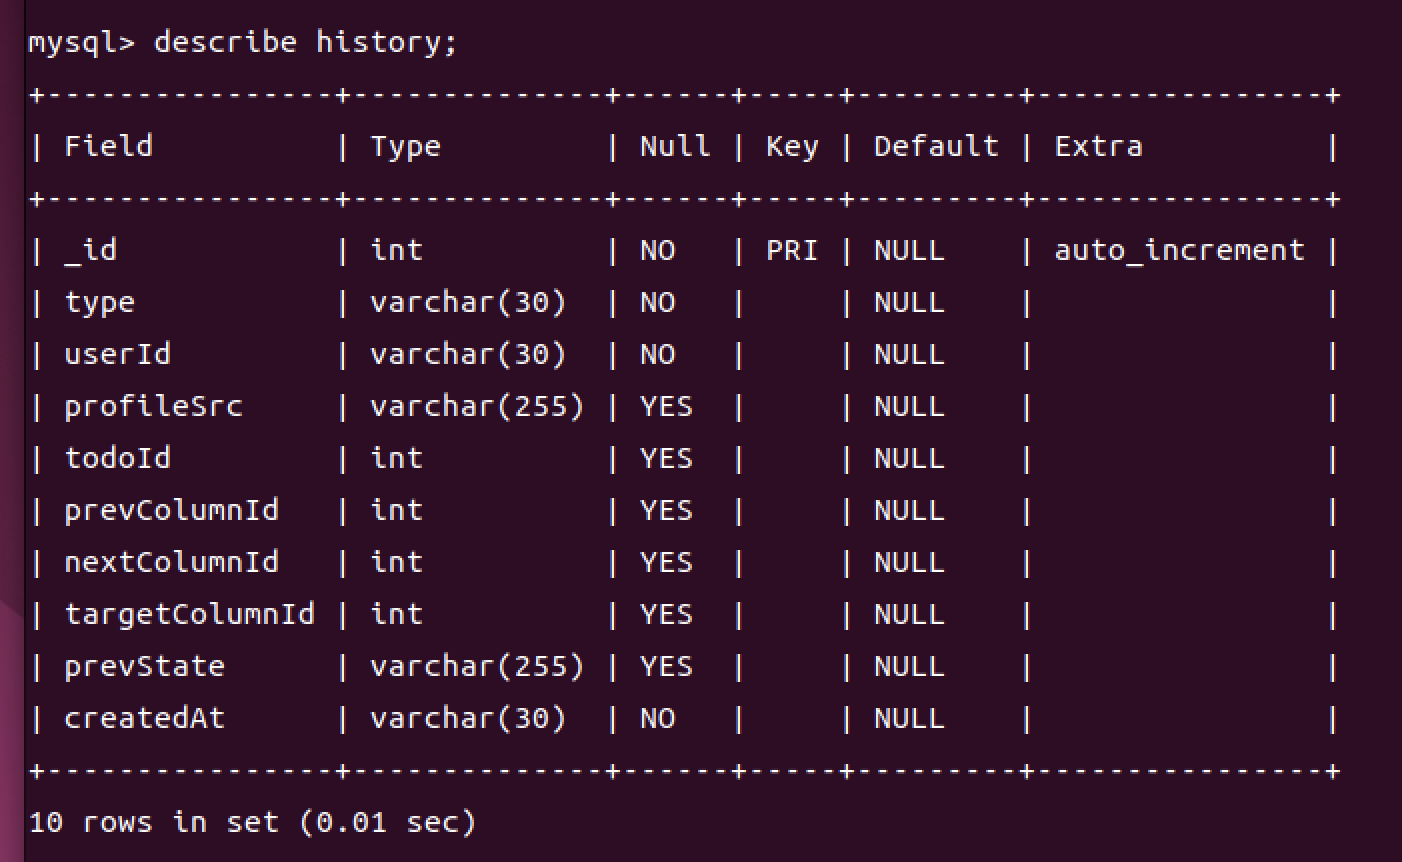 mysql> describe history;
+----------------+--------------+------+-----+---------+----------------+
| Field          | Type         | Null | Key | Default | Extra          |
+----------------+--------------+------+-----+---------+----------------+
| _id            | int          | NO   | PRI | NULL    | auto_increment |
| type           | varchar(30)  | NO   |     | NULL    |                |
| userId         | varchar(30)  | NO   |     | NULL    |                |
| profileSrc     | varchar(255) | YES  |     | NULL    |                |
| todoId         | int          | YES  |     | NULL    |                |
| prevColumnId   | int          | YES  |     | NULL    |                |
| nextColumnId   | int          | YES  |     | NULL    |                |
| targetColumnId | int          | YES  |     | NULL    |                |
| prevState      | varchar(255) | YES  |     | NULL    |                |
| createdAt      | varchar(30)  | NO   |     | NULL    |                |
+----------------+--------------+------+-----+---------+----------------+
10 rows in set (0.01 sec)